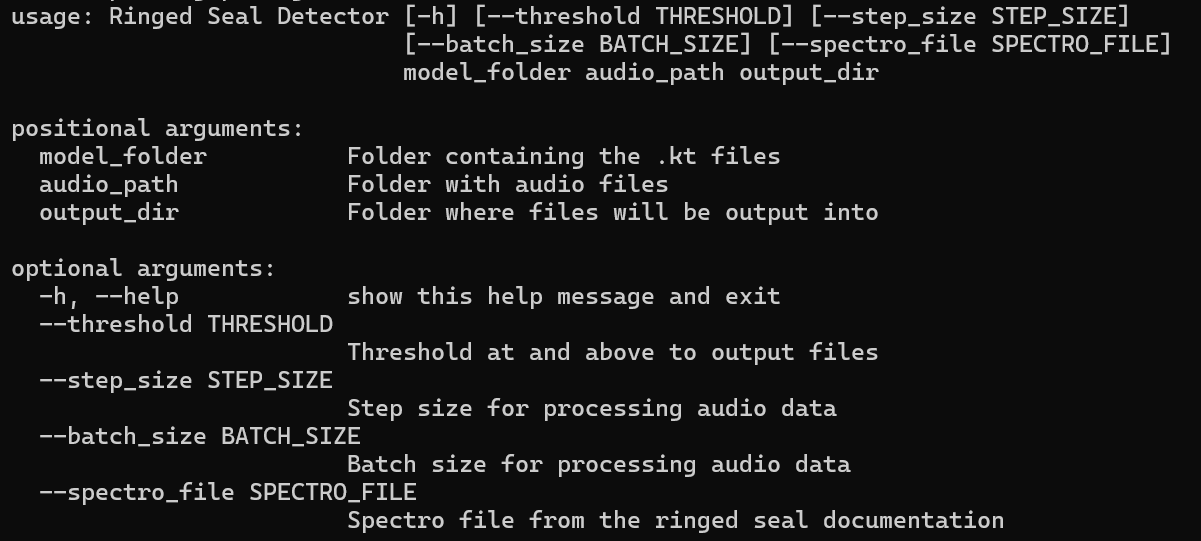 usage: Ringed Seal Detector [-h] [--threshold THRESHOLD] [--step_size STEP_SIZE]
                            [--batch_size BATCH_SIZE] [--spectro_file SPECTRO_FILE]
                            model_folder audio_path output_dir

positional arguments:
  model_folder          Folder containing the .kt files
  audio_path            Folder with audio files
  output_dir            Folder where files will be output into

optional arguments:
  -h, --help            show this help message and exit
  --threshold THRESHOLD
                        Threshold at and above to output files
  --step_size STEP_SIZE
                        Step size for processing audio data
  --batch_size BATCH_SIZE
                        Batch size for processing audio data
  --spectro_file SPECTRO_FILE
                        Spectro file from the ringed seal documentation